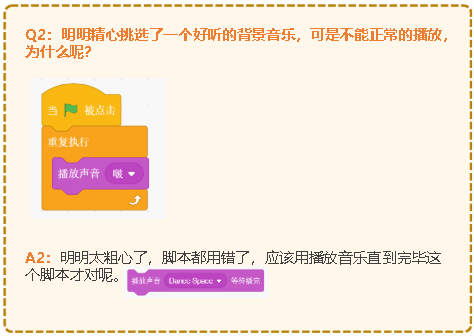 Q2：明明精心挑选了一个好听的背景音乐，可是不能正常的播放，
为什么呢？
当 被点击
重复执行
播放声音 啵
A2：明明太粗心了，脚本都用错了，应该用播放音乐直到完毕这
个脚本才对呢。
播放声音 Dance Space 等待播完